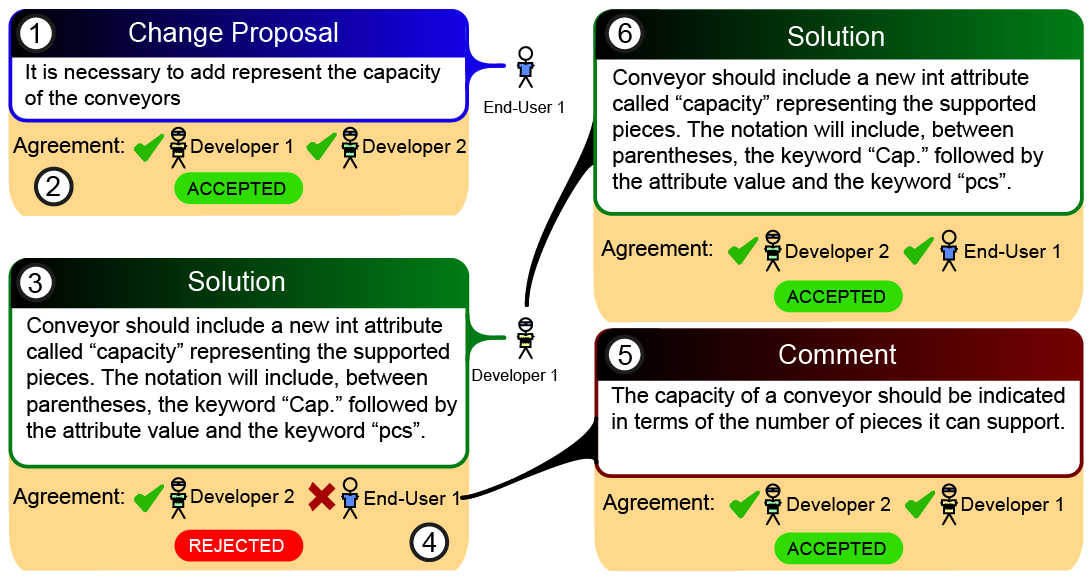 1
Change Proposal
It is necessary to add represent the capacity
of the conveyors
End-User 1
Agreement: Developer 1 Developer 2
2
ACCEPTED
3
Solution
Conveyor should include a new int attribute
called “capacity” representing the supported
pieces. The notation will include, between
parentheses, the keyword “Cap.” followed by
the attribute value and the keyword “pcs”.
Developer 1
Agreement: Developer 2 End-User 1
REJECTED
4
6
Solution
Conveyor should include a new int attribute
called “capacity” representing the supported
pieces. The notation will include, between
parentheses, the keyword “Cap.” followed by
the attribute value and the keyword “pcs”.
Agreement: Developer 2 End-User 1
ACCEPTED
5
Comment
The capacity of a conveyor should be indicated
in terms of the number of pieces it can support.
Agreement: Developer 2 Developer 1
ACCEPTED